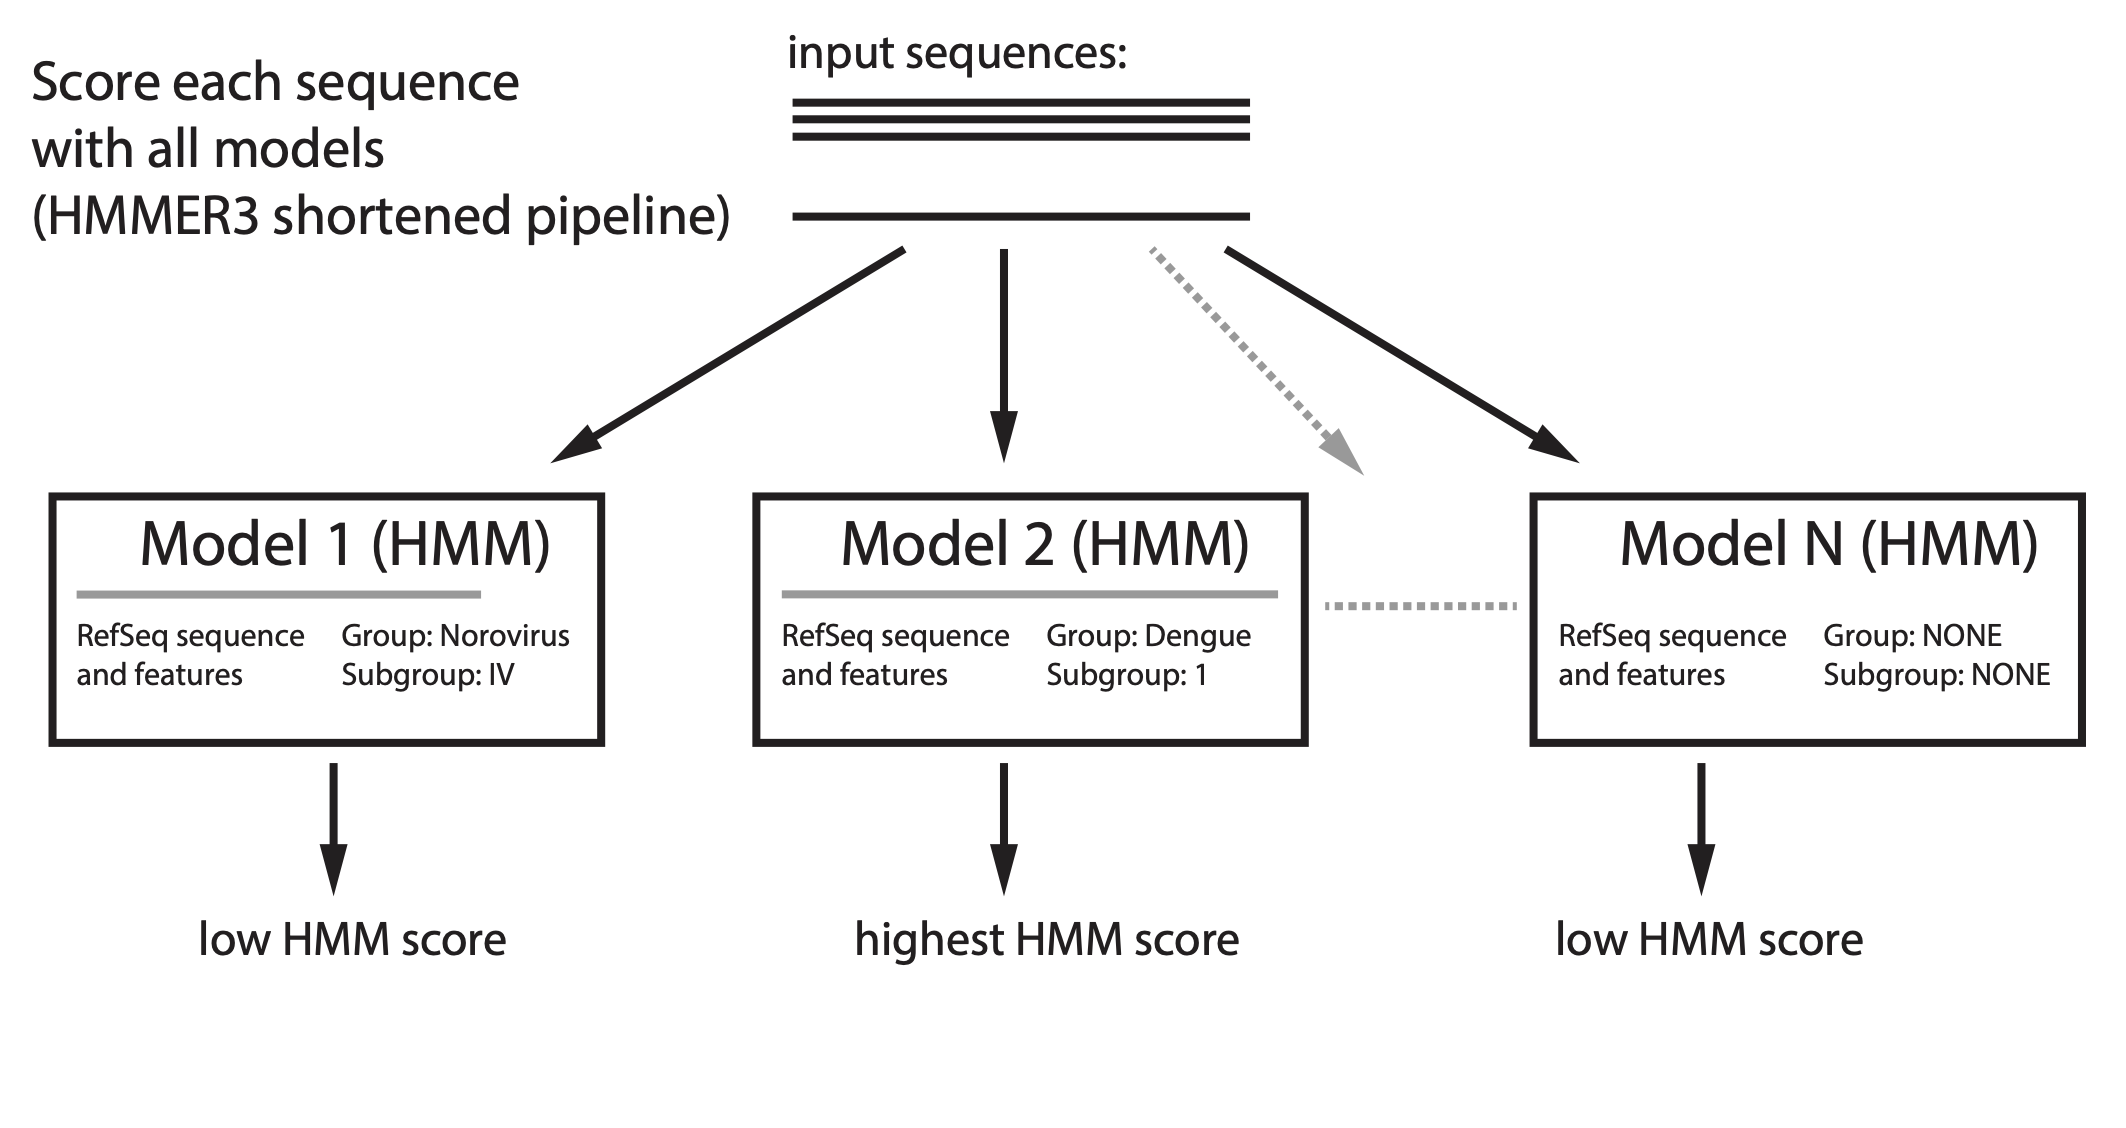 Score each sequence
with all models
(HMMER3 shortened pipeline)
input sequences:
Model 1 (HMM)
RefSeq sequence
and features
Group: Norovirus
Subgroup: IV
Model 2 (HMM)
RefSeq sequence
and features
Group: Dengue
Subgroup: 1
Model N (HMM)
RefSeq sequence
and features
Group: NONE
Subgroup: NONE
low HMM score
highest HMM score
low HMM score